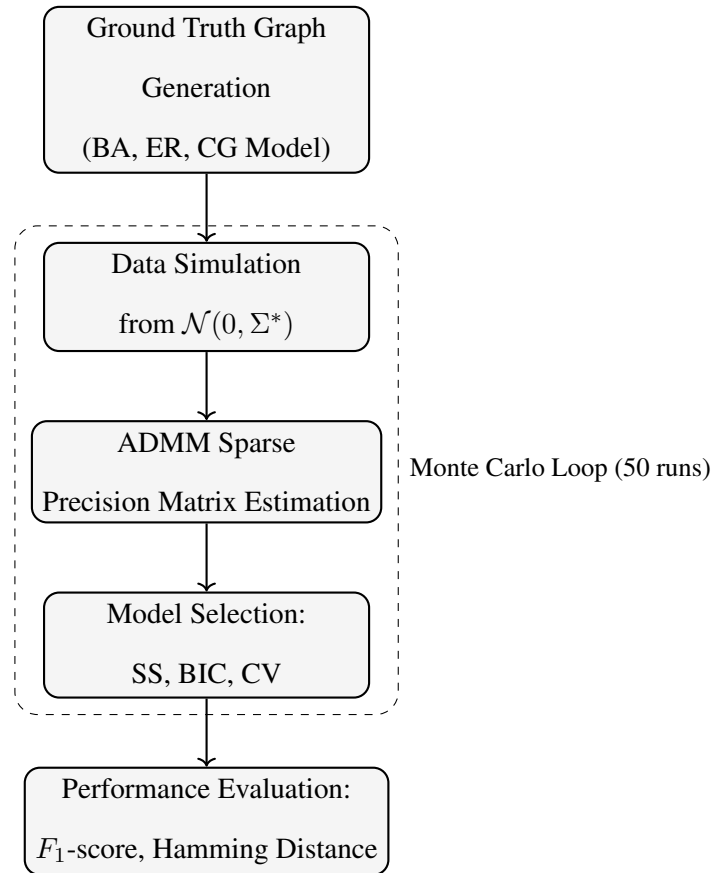 Ground Truth Graph
Generation
(BA, ER, CG Model)
Data Simulation
from 𝒩(0, Σ*)
ADMM Sparse
Precision Matrix Estimation
Monte Carlo Loop (50 runs)
Model Selection:
SS, BIC, CV
Performance Evaluation:
F₁-score, Hamming Distance